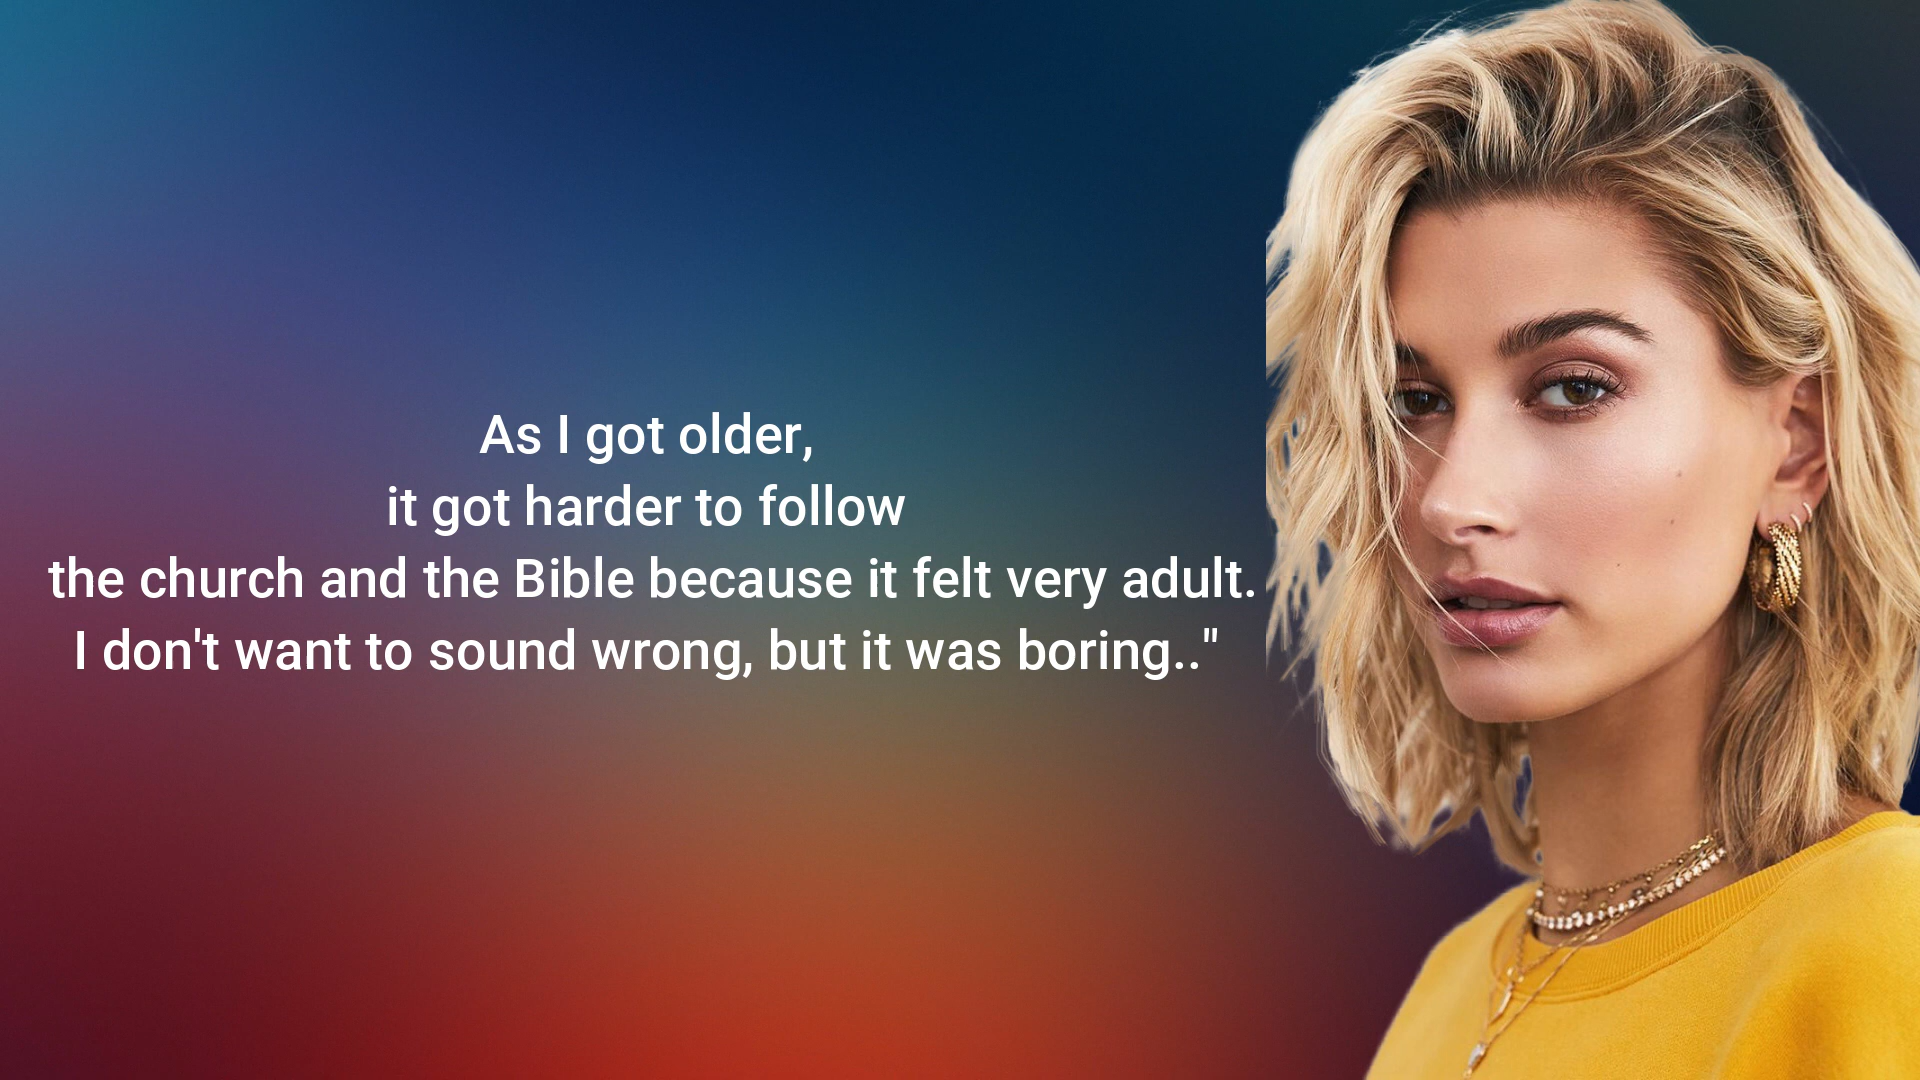 As I got older,
it got harder to follow
the church and the Bible because it felt very adult.
I don't want to sound wrong, but it was boring.."